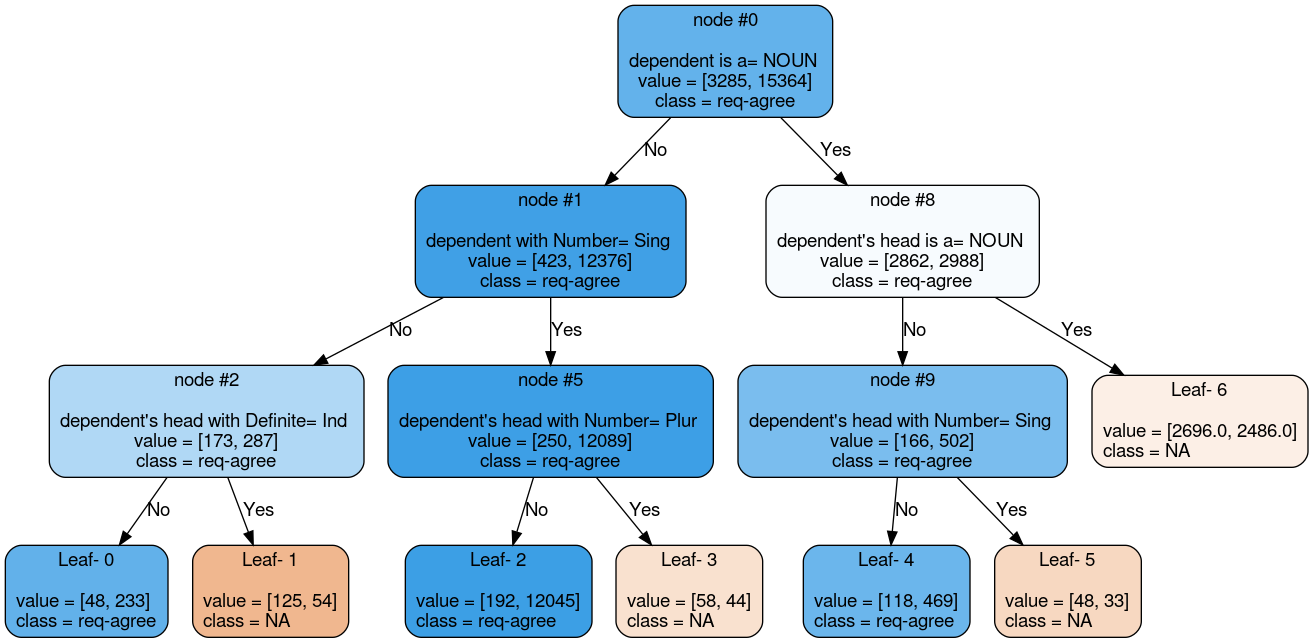 node #0
dependent is a= NOUN
value = [3285, 15364]
class = req-agree
No
Yes
node #1
dependent with Number= Sing
value = [423, 12376]
class = req-agree
node #8
dependent's head is a= NOUN
value = [2862, 2988]
class = req-agree
No
Yes
No
Yes
node #2
dependent's head with Definite= Ind
value = [173, 287]
class = req-agree
node #5
dependent's head with Number= Plur
value = [250, 12089]
class = req-agree
node #9
dependent's head with Number= Sing
value = [166, 502]
class = req-agree
Leaf- 6
value = [2696.0, 2486.0]
class = NA
No
Yes
No
Yes
No
Yes
Leaf- 0
value = [48, 233]
class = req-agree
Leaf- 1
value = [125, 54]
class = NA
Leaf- 2
value = [192, 12045]
class = req-agree
Leaf- 3
value = [58, 44]
class = NA
Leaf- 4
value = [118, 469]
class = req-agree
Leaf- 5
value = [48, 33]
class = NA